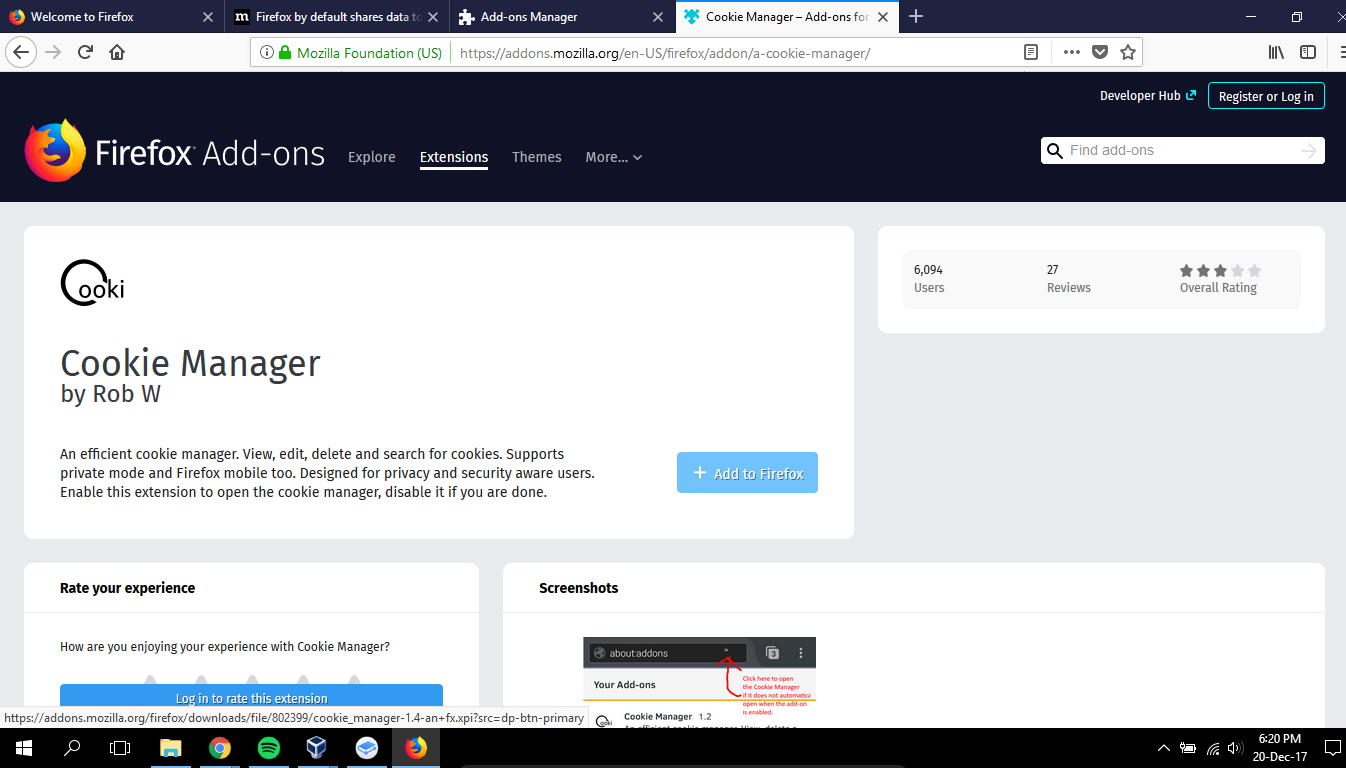 Welcome to Firefox
Firefox by default shares data to
Add-ons Manager
Cookie Manager – Add-ons for
Mozilla Foundation (US)
https://addons.mozilla.org/en-US/firefox/addon/a-cookie-manager/
Developer Hub
Register or Log in
Firefox Add-ons
Explore
Extensions
Themes
More...
Find add-ons
Cooki
6,094
Users
27
Reviews
Overall Rating
Cookie Manager
by Rob W
An efficient cookie manager. View, edit, delete and search for cookies. Supports
private mode and Firefox mobile too. Designed for privacy and security aware users.
Enable this extension to open the cookie manager, disable it if you are done.
Add to Firefox
Rate your experience
How are you enjoying your experience with Cookie Manager?
Log in to rate this extension
Screenshots
about:addons
3
Your Add-ons
Click here to open
the Cookie Manager
if it does not automatica
open when the add-on
is enabled.
Cooki
Cookie Manager 1.2
An efficient cookie manager. View, delete a
https://addons.mozilla.org/firefox/downloads/file/802399/cookie_manager-1.4-an+fx.xpi?src=dp-btn-primary
6:20 PM
20-Dec-17